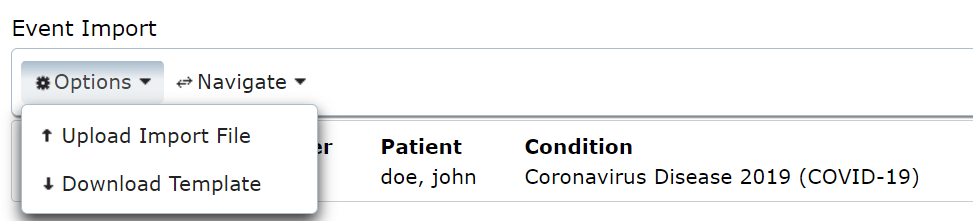 Event Import
Options Navigate
Upload Import File
Download Template
Patient Condition
doe, john Coronavirus Disease 2019 (COVID-19)